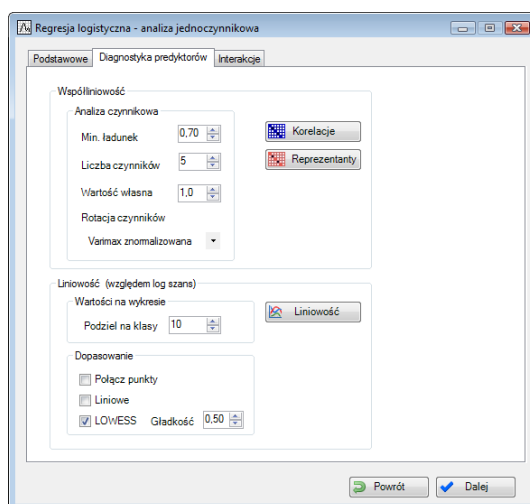 Regresja logistyczna - analiza jednoczynnikowa
Podstawowe Diagnostyka predyktorów Interakcje
Współliniowość
Analiza czynnikowa
Min. ładunek 0,70 Korelacje
Liczba czynników 5 Reprezentanty
Wartość własna 1,0
Rotacja czynników
Varimax znormalizowana
Liniowość (względem log szans)
Wartości na wykresie
Podziel na klasy 10 Liniowość
Dopasowanie
Połącz punkty
Liniowe
LOWESS Gładkość 0,50
Powrót Dalej